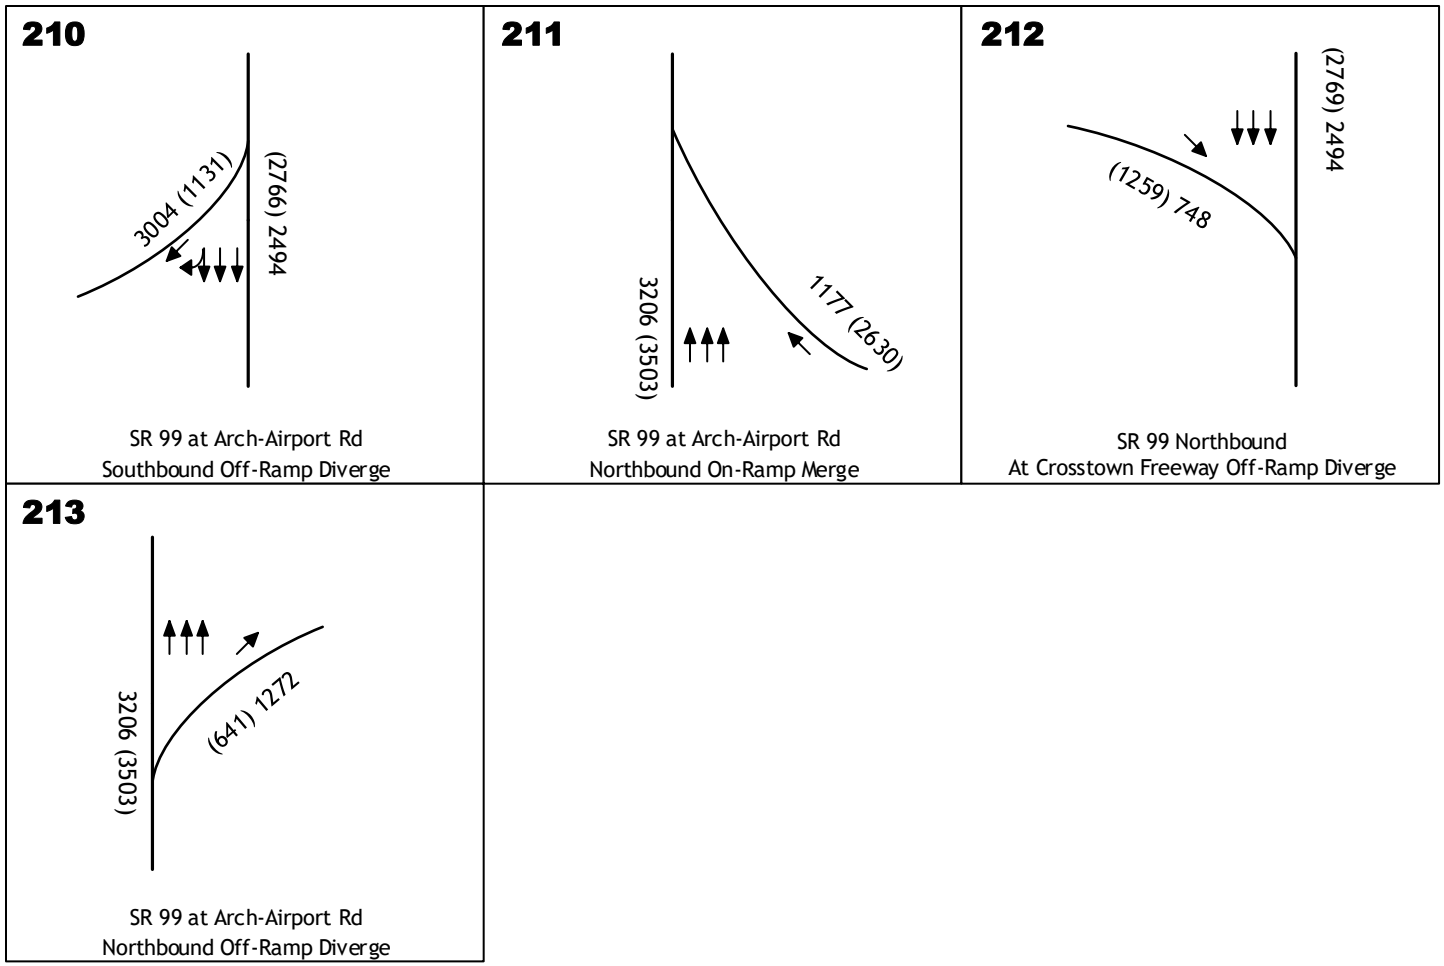 210
3004 (1131)
(2766) 2494
SR 99 at Arch-Airport Rd
Southbound Off-Ramp Diverge
211
3206 (3503)
1177 (2630)
SR 99 at Arch-Airport Rd
Northbound On-Ramp Merge
212
(2769) 2494
(1259) 748
SR 99 Northbound
At Crosstown Freeway Off-Ramp Diverge
213
3206 (3503)
(641) 1272
SR 99 at Arch-Airport Rd
Northbound Off-Ramp Diverge